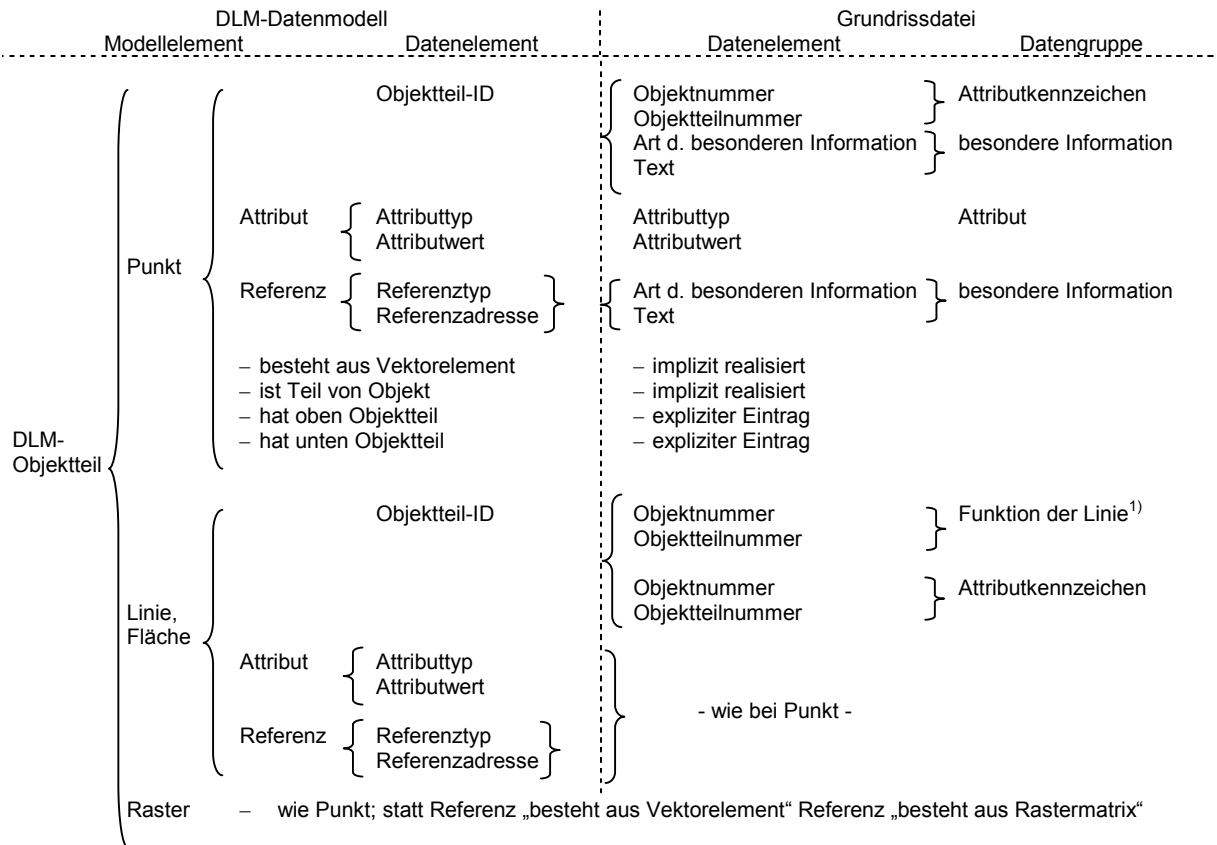 DLM-Datenmodell Grundrissdatei
Modellelement Datenelement Datenelement Datengruppe
Objektteil-ID Objektnummer Attributkennzeichen
Objektteilnummer
Art d. besonderen Information besondere Information
Text
Attribut Attributtyp Attributtyp Attribut
Attributwert Attributwert
Punkt
Referenz Referenztyp Art d. besonderen Information besondere Information
Referenzadresse Text
– besteht aus Vektorelement – implizit realisiert
– ist Teil von Objekt – implizit realisiert
– hat oben Objektteil – expliziter Eintrag
– hat unten Objektteil – expliziter Eintrag
DLM-
Objektteil
Objektteil-ID Objektnummer Funktion der Linie1)
Objektteilnummer
Objektnummer Attributkennzeichen
Objektteilnummer
Linie,
Fläche
Attribut Attributtyp
Attributwert
- wie bei Punkt -
Referenz Referenztyp
Referenzadresse
Raster – wie Punkt; statt Referenz „besteht aus Vektorelement“ Referenz „besteht aus Rastermatrix“